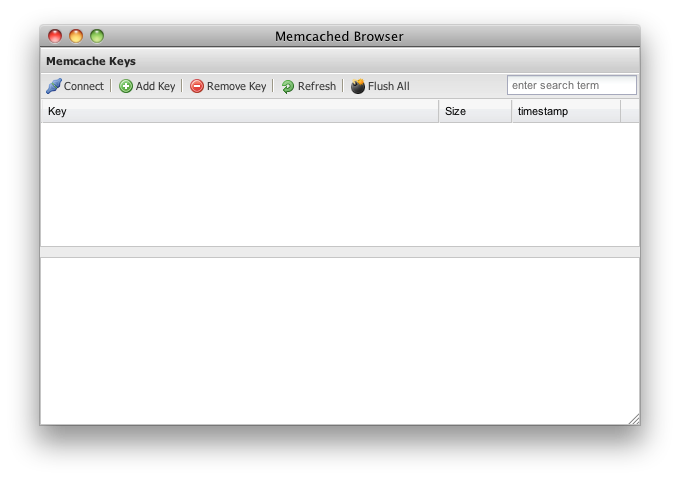 Memcached Browser
Memcache Keys
Connect Add Key Remove Key Refresh Flush All enter search term
Key Size timestamp